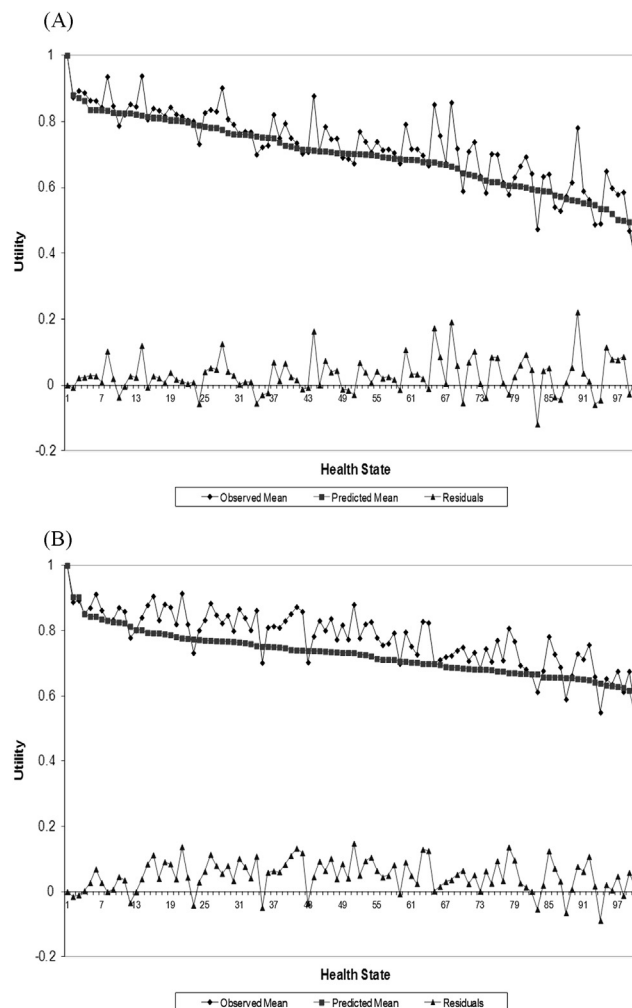 (A)
1
0.8
0.6
0.4
0.2
0
-0.2
Utility
1 7 13 19 25 31 37 43 49 55 61 67 73 79 85 91 97
Health State
Observed Mean Predicted Mean Residuals
(B)
1
0.8
0.6
0.4
0.2
0
-0.2
Utility
1 7 13 19 25 31 37 43 49 55 61 67 73 79 85 91 97
Health State
Observed Mean Predicted Mean Residuals